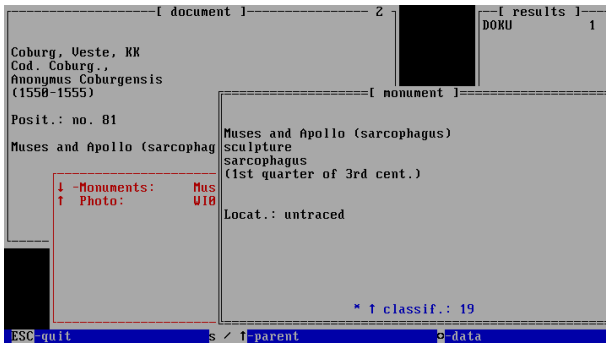 [ document ] 2
[ results ]
DOKU 1
Coburg, Veste, KK
Cod. Coburg.,
Anonymus Coburgensis
(1550-1555)
Posit.: no. 81
Muses and Apollo (sarcophag
↓ -Monuments: Mus
↑ Photo: WI0
[ monument ]
Muses and Apollo (sarcophagus)
sculpture
sarcophagus
(1st quarter of 3rd cent.)
Locat.: untraced
* ↑ classif.: 19
ESC-quit s / ↑-parent o-data